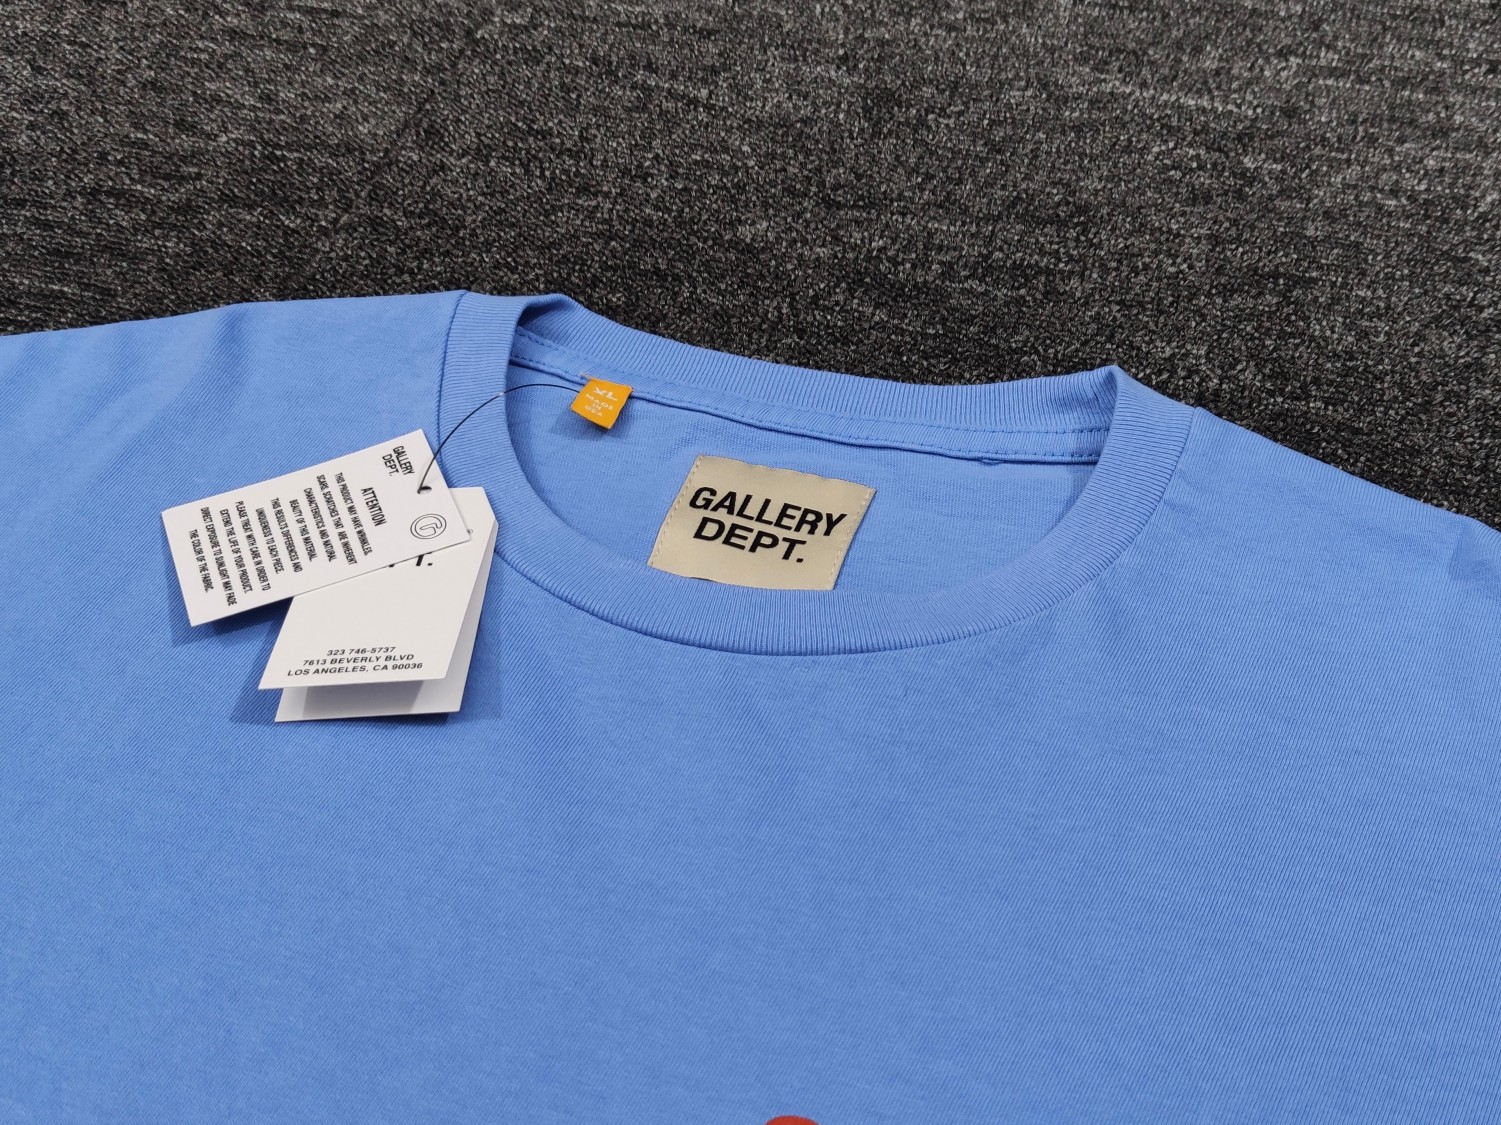 XL
MADE
IN
USA
GALLERY
DEPT.
GALLERY
DEPT.
ATTENTION
THIS PRODUCT MAY HAVE WRINKLES,
SCARS, SCRATCHES THAT ARE INHERENT
CHARACTERISTICS AND NATURAL
BEAUTY OF THIS MATERIAL.
THIS RESULTS DIFFERENCES AND
UNIQUENESS TO EACH PIECE.
PLEASE TREAT WITH CARE IN ORDER TO
EXTEND THE LIFE OF YOUR PRODUCT.
DIRECT EXPOSURE TO SUNLIGHT MAY FADE
THE COLOR OF THE FABRIC.
323 746-5737
7613 BEVERLY BLVD
LOS ANGELES, CA 90036